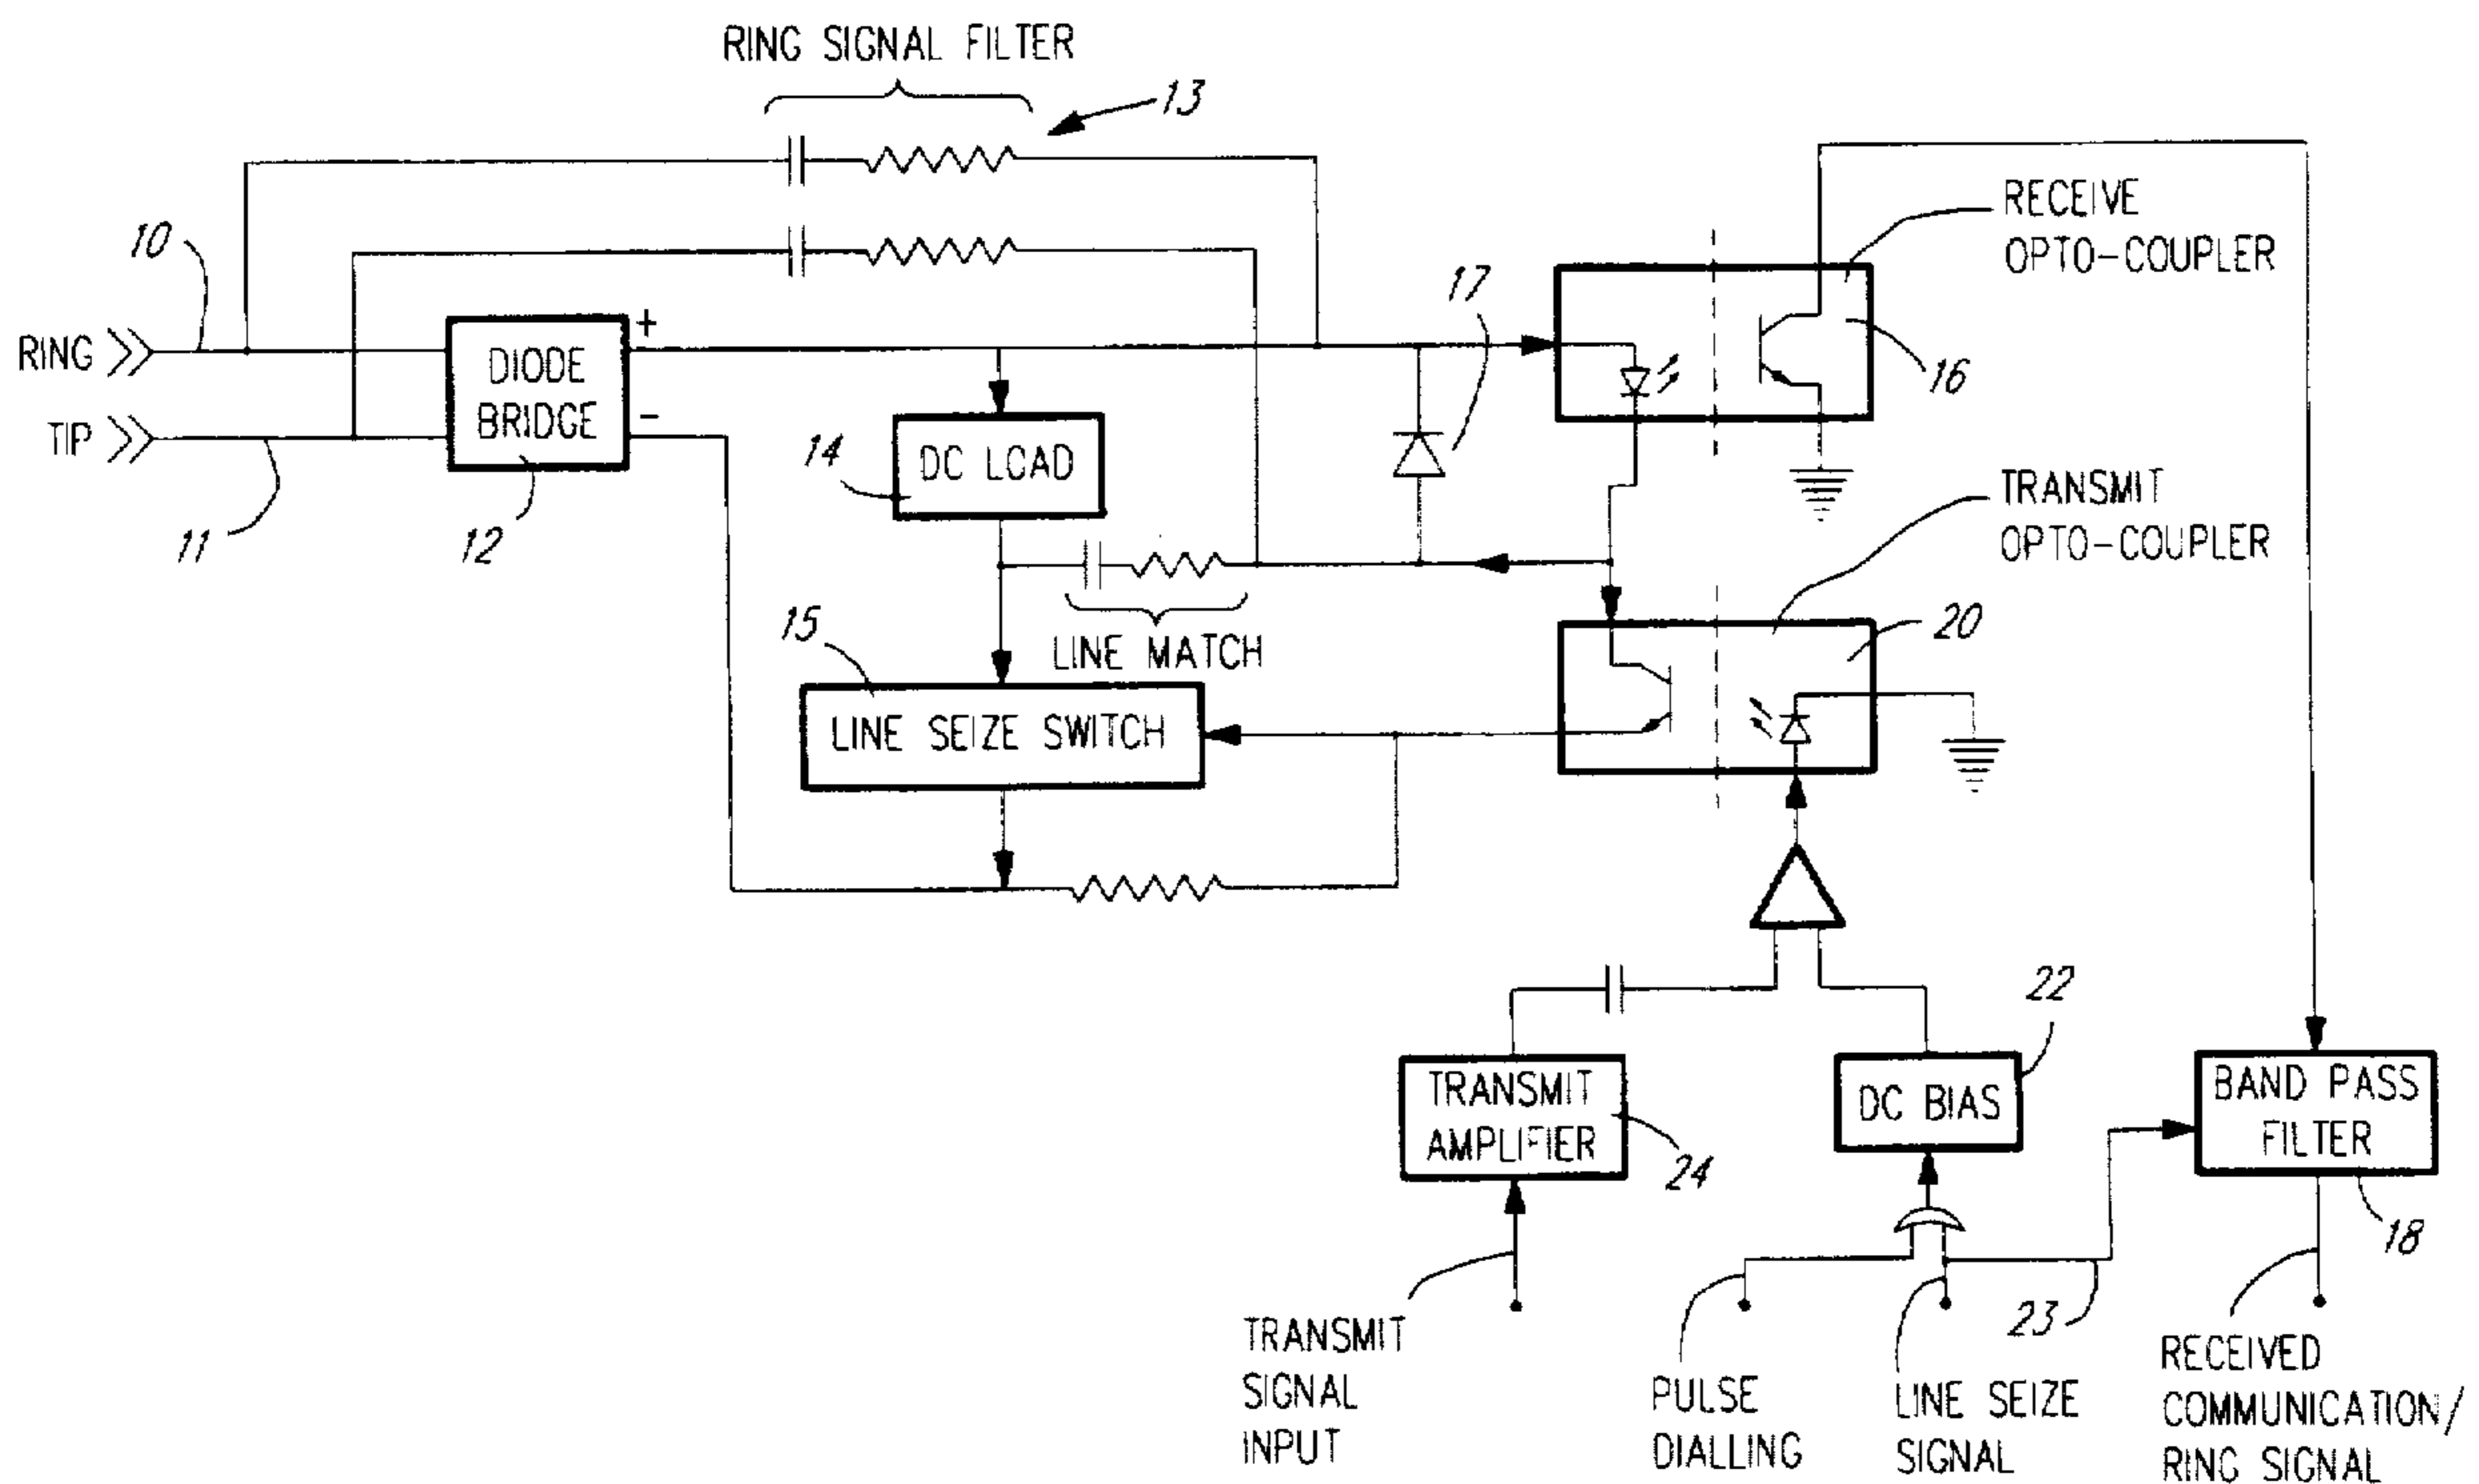 RING SIGNAL FILTER
13
10
RING
TIP
11
DIODE
BRIDGE
+
-
12
14
DC LOAD
17
RECEIVE
OPTO-COUPLER
16
TRANSMIT
OPTO-COUPLER
20
LINE MATCH
15
LINE SEIZE SWITCH
TRANSMIT
AMPLIFIER
24
22
DC BIAS
BAND PASS
FILTER
18
23
TRANSMIT
SIGNAL
INPUT
PULSE
DIALLING
LINE SEIZE
SIGNAL
RECEIVED
COMMUNICATION/
RING SIGNAL